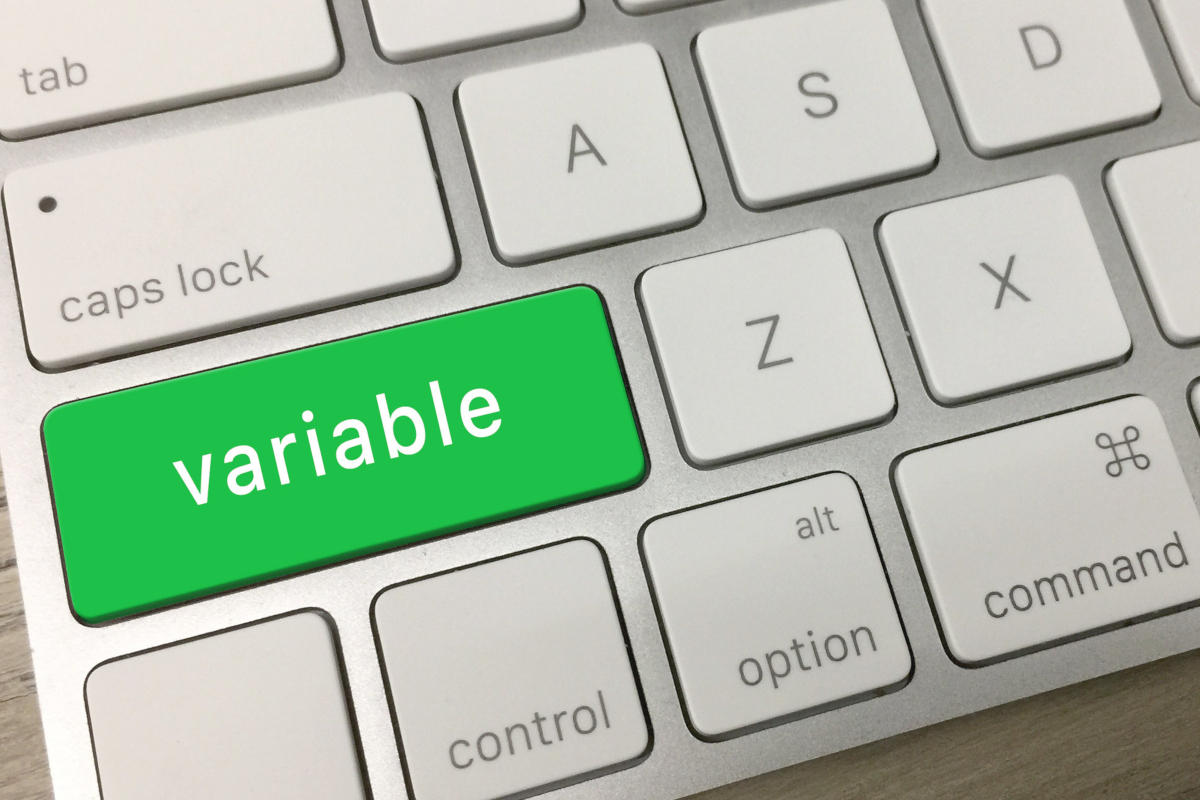 tab
A
S
D
caps lock
variable
Z
X
⌘
alt
command
option
control